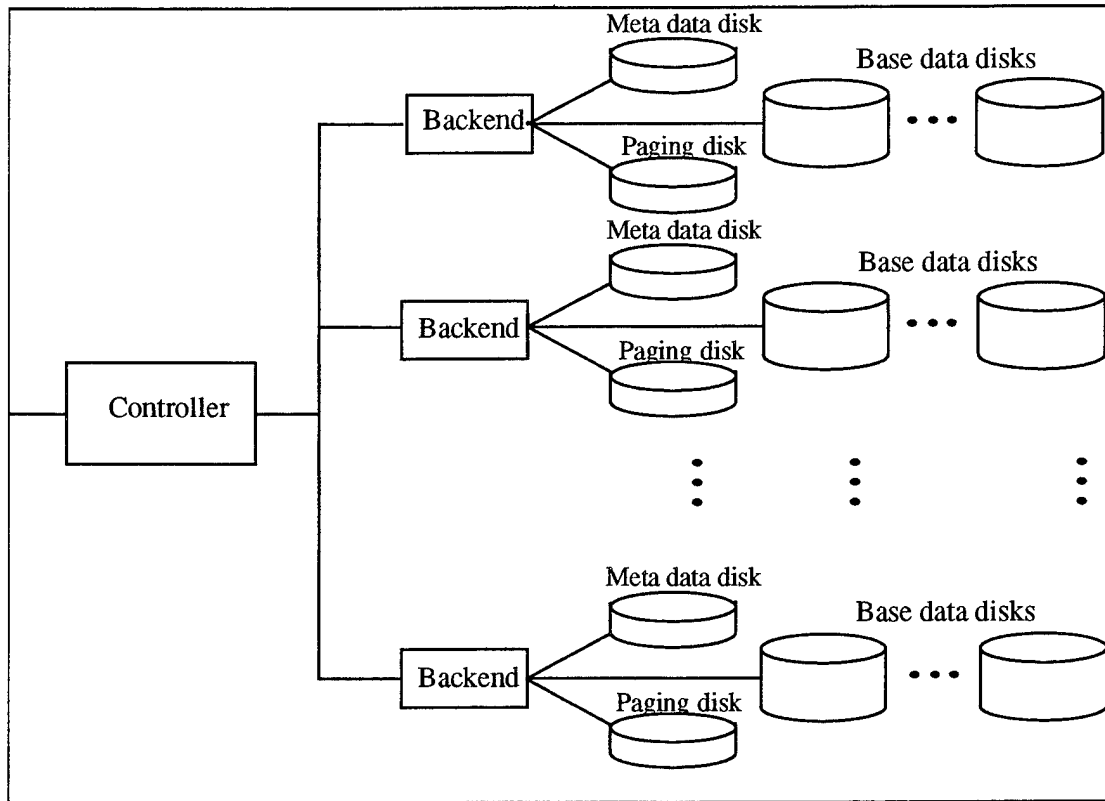 Meta data disk
Base data disks
Backend
Paging disk
Meta data disk
Base data disks
Backend
Paging disk
Controller
Meta data disk
Base data disks
Backend
Paging disk